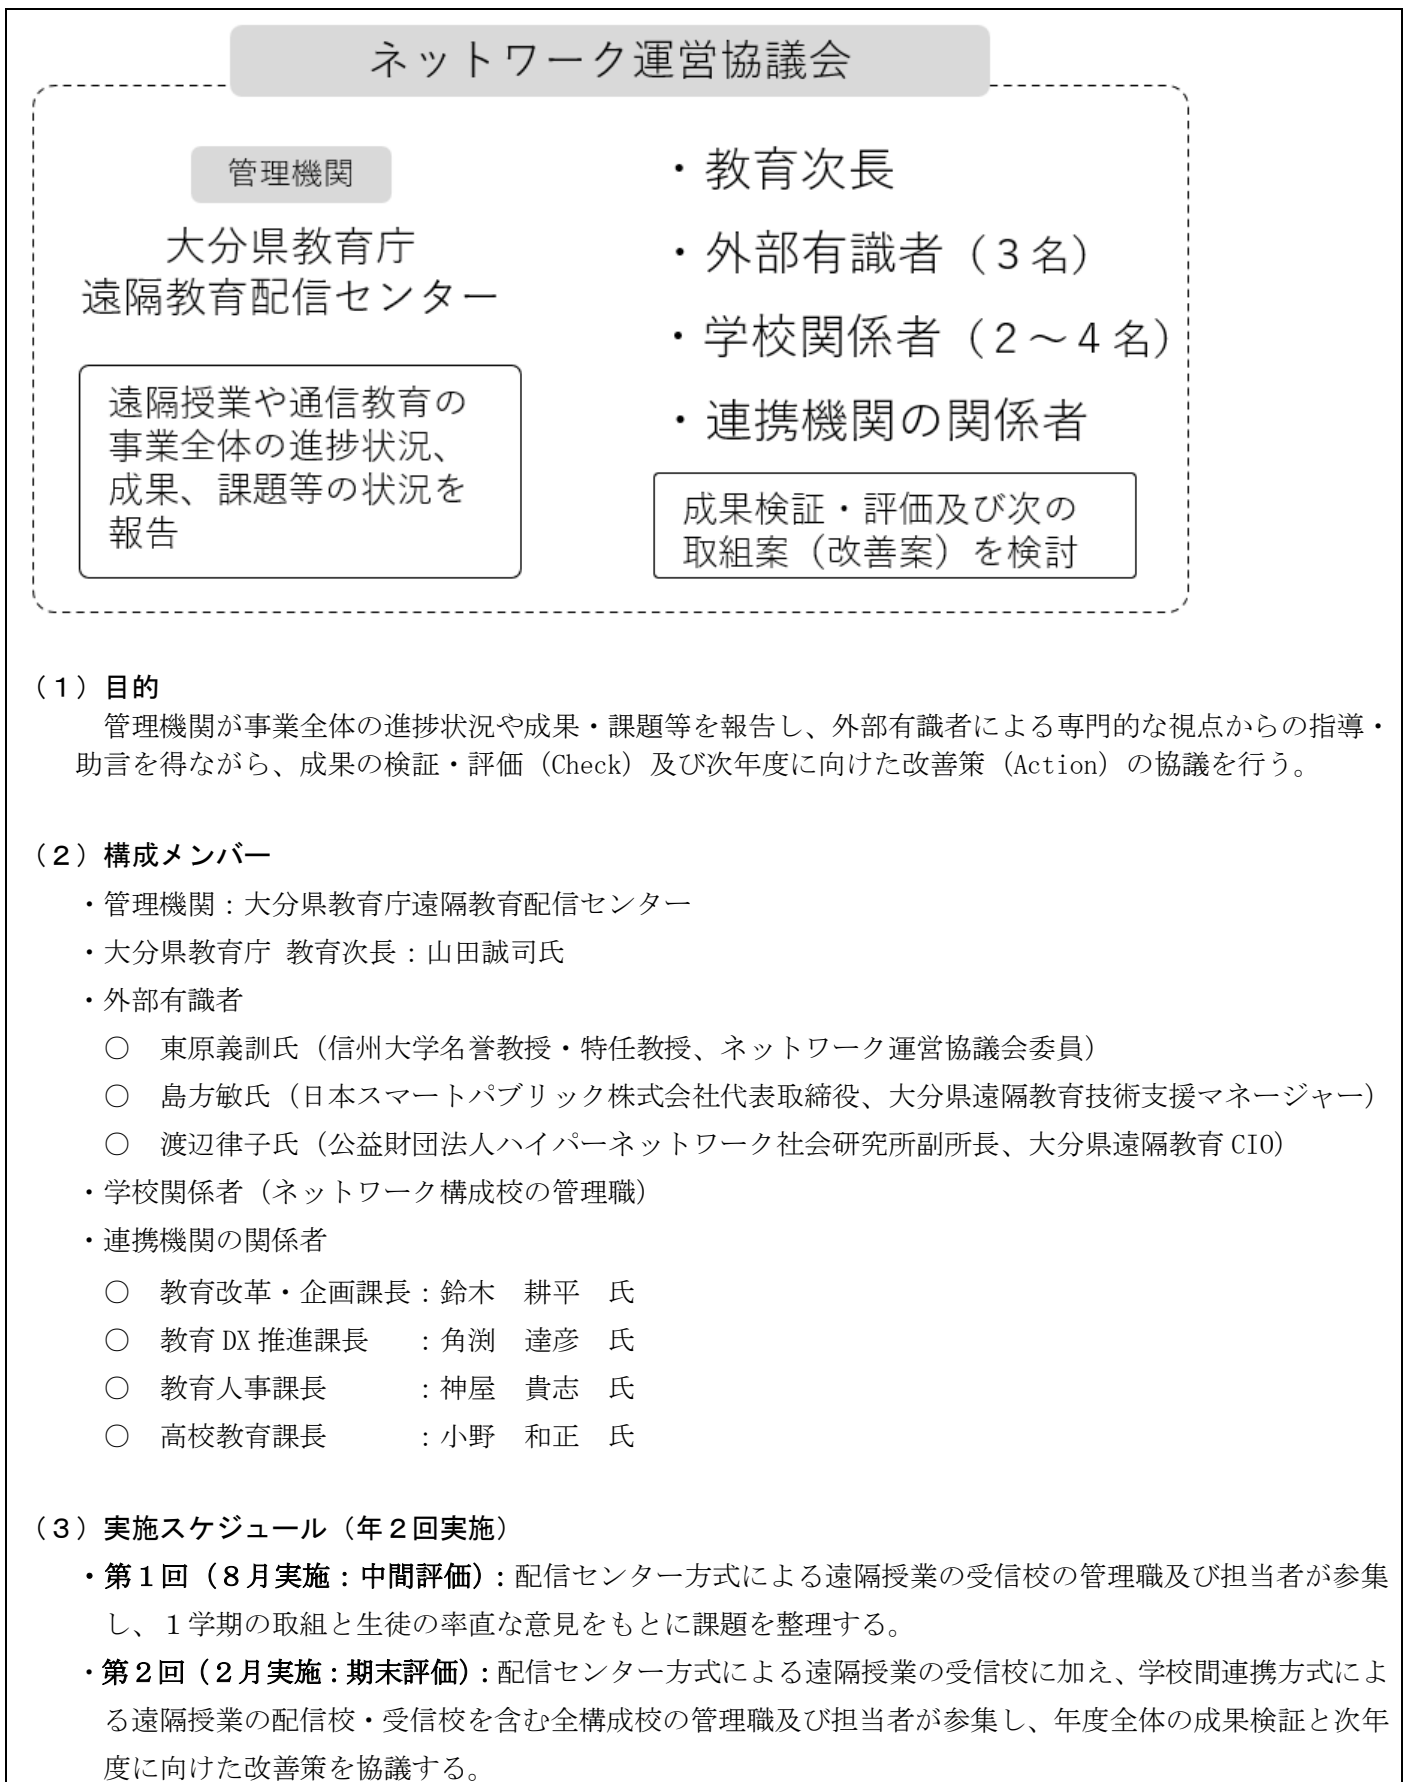 ネットワーク運営協議会
管理機関
大分県教育庁
遠隔教育配信センター
遠隔授業や通信教育の
事業全体の進捗状況、
成果、課題等の状況を
報告
・教育次長
・外部有識者（３名）
・学校関係者（２～４名）
・連携機関の関係者
成果検証・評価及び次の
取組案（改善案）を検討
（１）目的
管理機関が事業全体の進捗状況や成果・課題等を報告し、外部有識者による専門的な視点からの指導・
助言を得ながら、成果の検証・評価（Check）及び次年度に向けた改善策（Action）の協議を行う。
（２）構成メンバー
・管理機関：大分県教育庁遠隔教育配信センター
・大分県教育庁 教育次長：山田誠司氏
・外部有識者
○　東原義訓氏（信州大学名誉教授・特任教授、ネットワーク運営協議会委員）
○　島方敏氏（日本スマートパブリック株式会社代表取締役、大分県遠隔教育技術支援マネージャー）
○　渡辺律子氏（公益財団法人ハイパーネットワーク社会研究所副所長、大分県遠隔教育 CIO）
・学校関係者（ネットワーク構成校の管理職）
・連携機関の関係者
○　教育改革・企画課長：鈴木　耕平　氏
○　教育 DX 推進課長　：角渕　達彦　氏
○　教育人事課長　　　：神屋　貴志　氏
○　高校教育課長　　　：小野　和正　氏
（３）実施スケジュール（年２回実施）
・第１回（８月実施：中間評価）：配信センター方式による遠隔授業の受信校の管理職及び担当者が参集
し、１学期の取組と生徒の率直な意見をもとに課題を整理する。
・第２回（２月実施：期末評価）：配信センター方式による遠隔授業の受信校に加え、学校間連携方式によ
る遠隔授業の配信校・受信校を含む全構成校の管理職及び担当者が参集し、年度全体の成果検証と次年
度に向けた改善策を協議する。